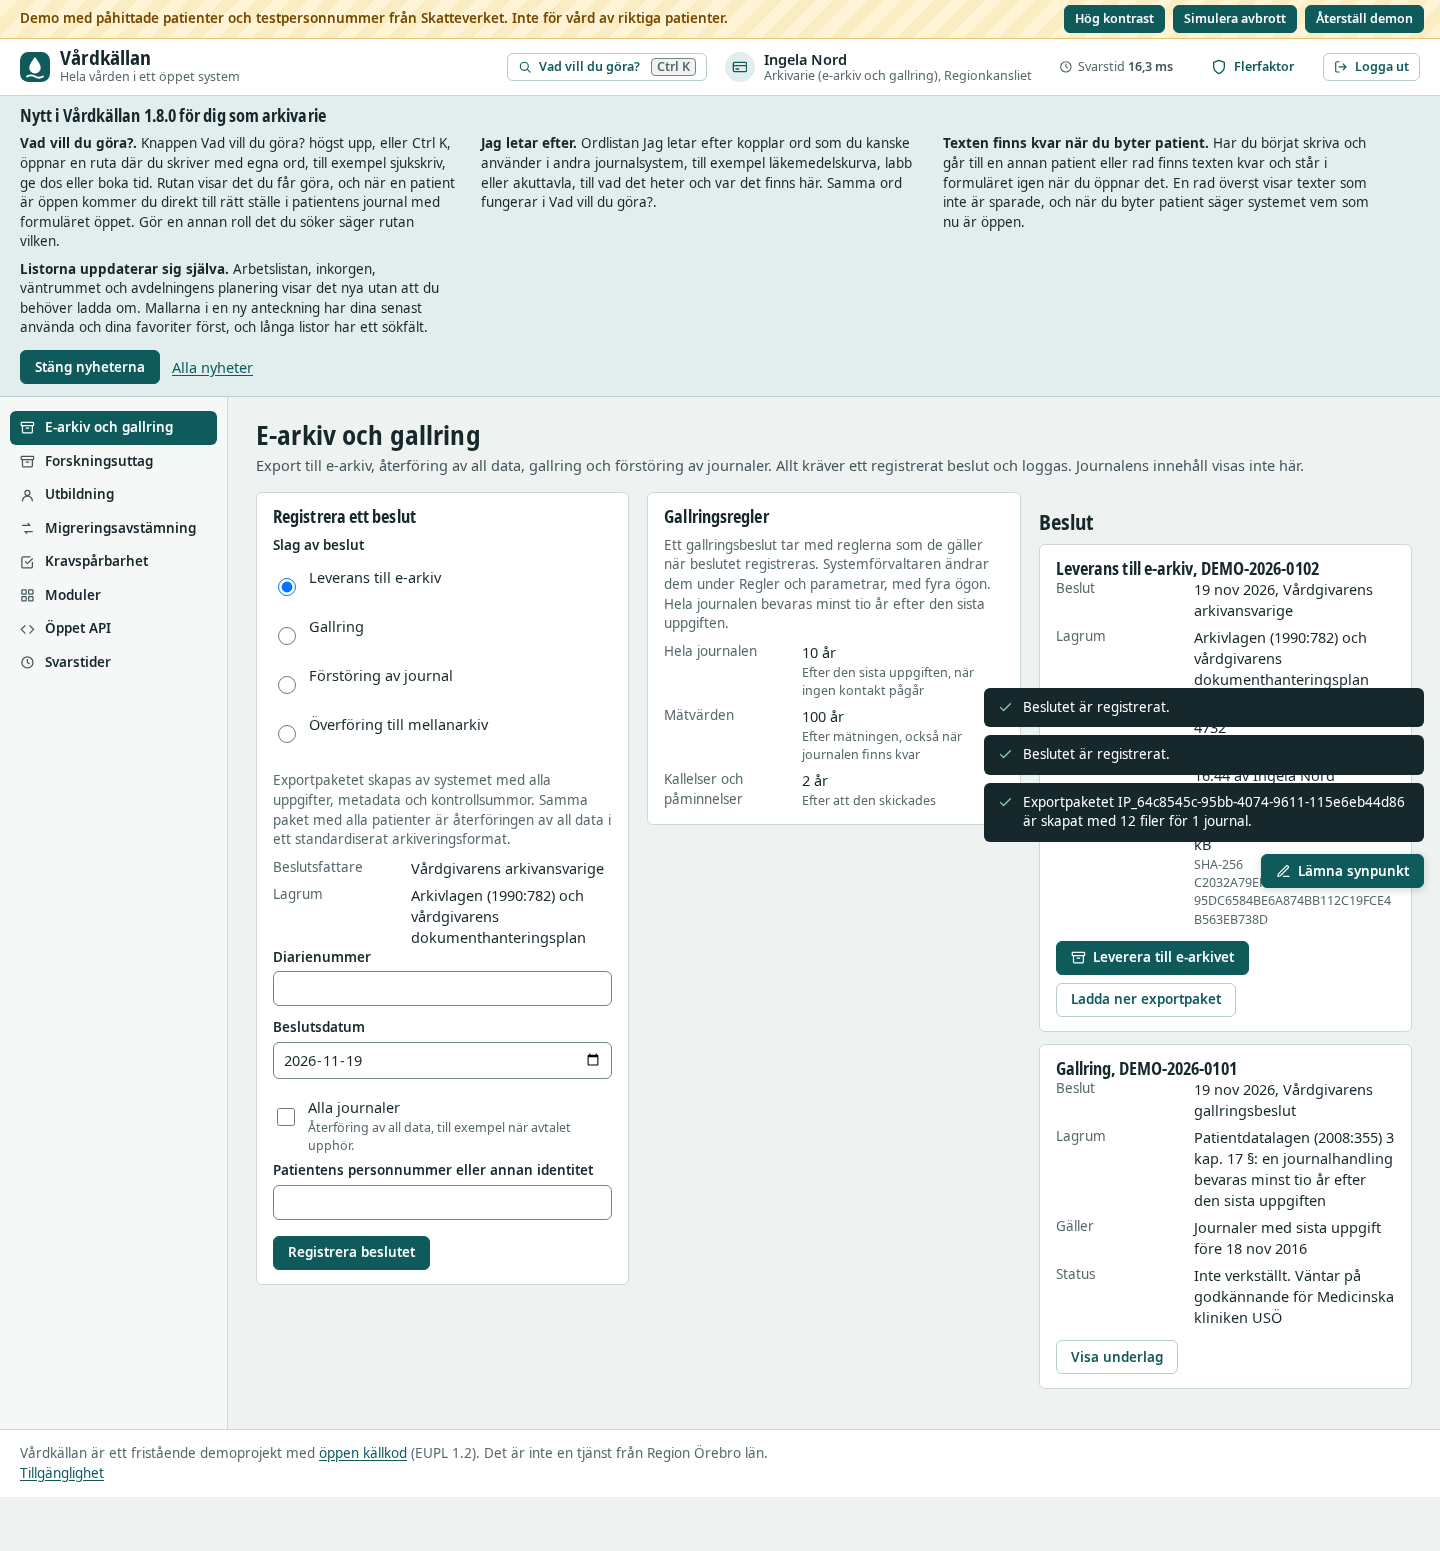 Demo med påhittade patienter och testpersonnummer från Skatteverket. Inte för vård av riktiga patienter.
Hög kontrast
Simulera avbrott
Återställ demon
Vårdkällan
Hela vården i ett öppet system
Vad vill du göra? Ctrl K
Ingela Nord
Arkivarie (e-arkiv och gallring), Regionkansliet
Svarstid 16,3 ms
Flerfaktor
Logga ut
Nytt i Vårdkällan 1.8.0 för dig som arkivarie
Vad vill du göra?. Knappen Vad vill du göra? högst upp, eller Ctrl K,
öppnar en ruta där du skriver med egna ord, till exempel sjukskriv,
ge dos eller boka tid. Rutan visar det du får göra, och när en patient
är öppen kommer du direkt till rätt ställe i patientens journal med
formuläret öppet. Gör en annan roll det du söker säger rutan
vilken.
Jag letar efter. Ordlistan Jag letar efter kopplar ord som du kanske
använder i andra journalsystem, till exempel läkemedelskurva, labb
eller akuttavla, till vad det heter och var det finns här. Samma ord
fungerar i Vad vill du göra?.
Texten finns kvar när du byter patient. Har du börjat skriva och
går till en annan patient eller rad finns texten kvar och står i
formuläret igen när du öppnar det. En rad överst visar texter som
inte är sparade, och när du byter patient säger systemet vem som
nu är öppen.
Listorna uppdaterar sig själva. Arbetslistan, inkorgen,
väntrummet och avdelningens planering visar det nya utan att du
behöver ladda om. Mallarna i en ny anteckning har dina senast
använda och dina favoriter först, och långa listor har ett sökfält.
Stäng nyheterna
Alla nyheter
E-arkiv och gallring
Forskningsuttag
Utbildning
Migreringsavstämning
Kravspårbarhet
Moduler
Öppet API
Svarstider
E-arkiv och gallring
Export till e-arkiv, återföring av all data, gallring och förstöring av journaler. Allt kräver ett registrerat beslut och loggas. Journalens innehåll visas inte här.
Registrera ett beslut
Slag av beslut
Leverans till e-arkiv
Gallring
Förstöring av journal
Överföring till mellanarkiv
Exportpaketet skapas av systemet med alla
uppgifter, metadata och kontrollsummor. Samma
paket med alla patienter är återföringen av all data i
ett standardiserat arkiveringsformat.
Beslutsfattare
Vårdgivarens arkivansvarige
Lagrum
Arkivlagen (1990:782) och
vårdgivarens
dokumenthanteringsplan
Diarienummer
Beslutsdatum
2026-11-19
Alla journaler
Återföring av all data, till exempel när avtalet
upphör.
Patientens personnummer eller annan identitet
Registrera beslutet
Gallringsregler
Ett gallringsbeslut tar med reglerna som de gäller
när beslutet registreras. Systemförvaltaren ändrar
dem under Regler och parametrar, med fyra ögon.
Hela journalen bevaras minst tio år efter den sista
uppgiften.
Hela journalen
10 år
Efter den sista uppgiften, när
ingen kontakt pågår
Mätvärden
100 år
Efter mätningen, också när
journalen finns kvar
Kallelser och
påminnelser
2 år
Efter att den skickades
Beslut
Leverans till e-arkiv, DEMO-2026-0102
Beslut
19 nov 2026, Vårdgivarens
arkivansvarige
Lagrum
Arkivlagen (1990:782) och
vårdgivarens
dokumenthanteringsplan
Beslutet är registrerat.
4732
Beslutet är registrerat.
16:44 av Ingela Nord
Exportpaketet IP_64c8545c-95bb-4074-9611-115e6eb44d86
är skapat med 12 filer för 1 journal.
kB
SHA-256
Lämna synpunkt
95DC6584BE6A874BB112C19FCE4
B563EB738D
Leverera till e-arkivet
Ladda ner exportpaket
Gallring, DEMO-2026-0101
Beslut
19 nov 2026, Vårdgivarens
gallringsbeslut
Lagrum
Patientdatalagen (2008:355) 3
kap. 17 §: en journalhandling
bevaras minst tio år efter
den sista uppgiften
Gäller
Journaler med sista uppgift
före 18 nov 2016
Status
Inte verkställt. Väntar på
godkännande för Medicinska
kliniken USÖ
Visa underlag
Vårdkällan är ett fristående demoprojekt med öppen källkod (EUPL 1.2). Det är inte en tjänst från Region Örebro län.
Tillgänglighet